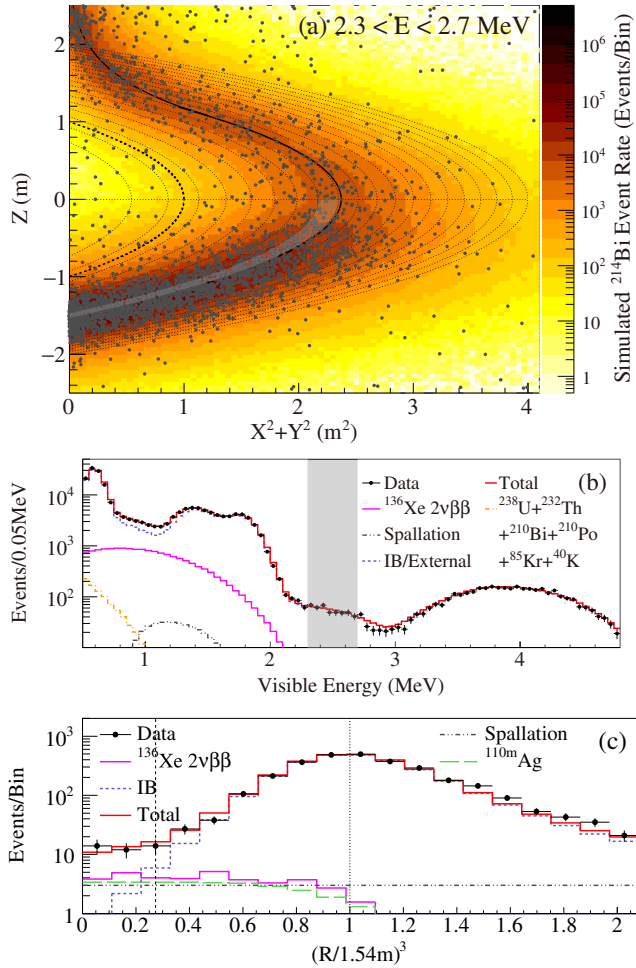 (a) 2.3 < E < 2.7 MeV
2
1
0
−1
−2
Z (m)
0 1 2 3 4
X²+Y² (m²)
10⁶
10⁵
10⁴
10³
10²
10
1
Simulated ²¹⁴Bi Event Rate (Events/Bin)
(b)
Data
Total
¹³⁶Xe 2νββ
²³⁸U+²³²Th
Spallation
+²¹⁰Bi+²¹⁰Po
IB/External
+⁸⁵Kr+⁴⁰K
10⁴
10³
10²
Events/0.05MeV
1 2 3 4
Visible Energy (MeV)
(c)
Data
Spallation
¹³⁶Xe 2νββ
¹¹⁰ᵐAg
IB
Total
10³
10²
10
1
Events/Bin
0 0.2 0.4 0.6 0.8 1 1.2 1.4 1.6 1.8 2
(R/1.54m)³